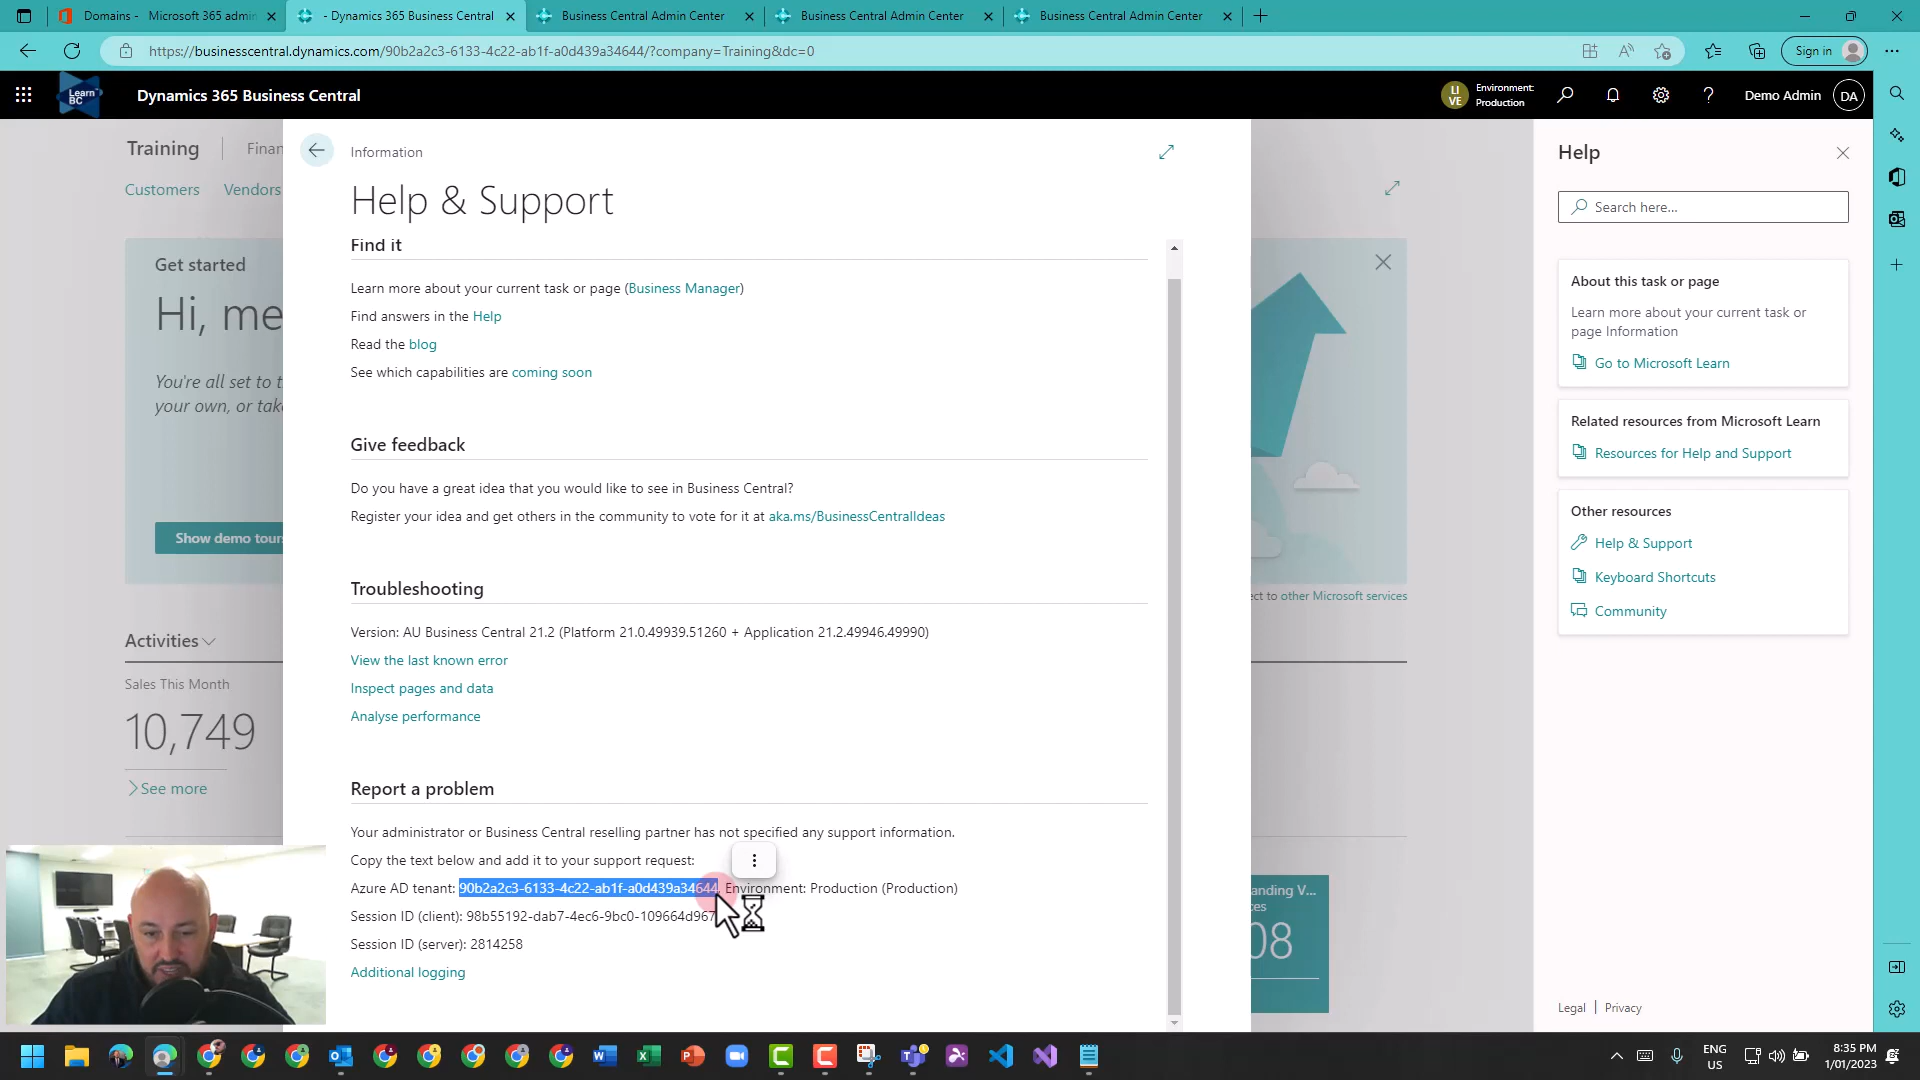 Domains - Microsoft 365 admin
- Dynamics 365 Business Central
Business Central Admin Center
Business Central Admin Center
Business Central Admin Center
https://businesscentral.dynamics.com/90b2a2c3-6133-4c22-ab1f-a0d439a34644/?company=Training&dc=0
Sign in
Learn BC
Dynamics 365 Business Central
LI VE
Environment: Production
Demo Admin
DA
Training
Finan
Customers
Vendors
Get started
Hi, me
You're all set to t
your own, or take
Show demo tours
Activities
Sales This Month
10,749
See more
Information
Help & Support
Find it
Learn more about your current task or page (Business Manager)
Find answers in the Help
Read the blog
See which capabilities are coming soon
Give feedback
Do you have a great idea that you would like to see in Business Central?
Register your idea and get others in the community to vote for it at aka.ms/BusinessCentralIdeas
Troubleshooting
Version: AU Business Central 21.2 (Platform 21.0.49939.51260 + Application 21.2.49946.49990)
View the last known error
Inspect pages and data
Analyse performance
Report a problem
Your administrator or Business Central reselling partner has not specified any support information.
Copy the text below and add it to your support request:
Azure AD tenant: 90b2a2c3-6133-4c22-ab1f-a0d439a34644, Environment: Production (Production)
Session ID (client): 98b55192-dab7-4ec6-9bc0-109664d967
Session ID (server): 2814258
Additional logging
ect to other Microsoft services
anding V...
ces
08
Help
Search here...
About this task or page
Learn more about your current task or
page Information
Go to Microsoft Learn
Related resources from Microsoft Learn
Resources for Help and Support
Other resources
Help & Support
Keyboard Shortcuts
Community
Legal | Privacy
ENG
US
8:35 PM
1/01/2023